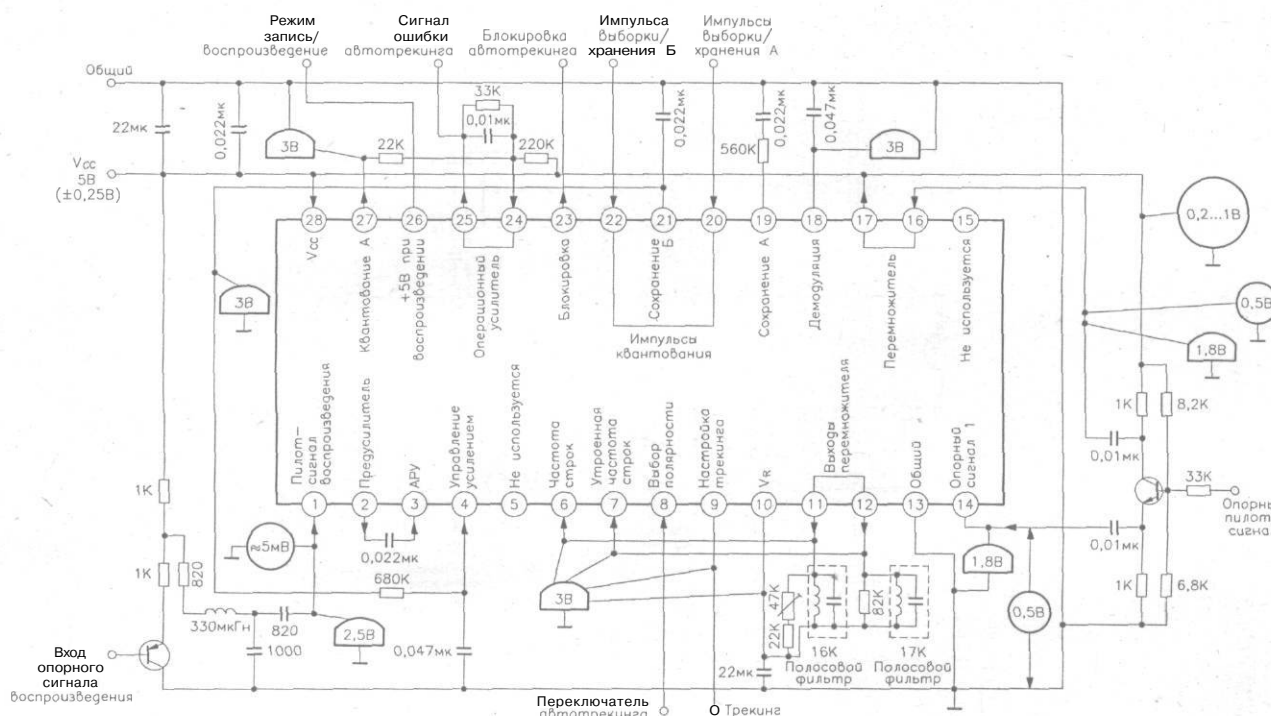 Режим
запись/
воспроизведение
Сигнал
ошибки
автотрекинга
Блокировка
автотрекинга
Импульса
выборки/
хранения Б
Импульсы
выборки/
хранения А
Общий
22мк
0,022мк
3В
22К
33К
0,01мк
220К
0,022мк
560К
0,022мк
0,047мк
3В
Vcc
5В
(±0,25В)
0,2...1В
0,5В
1,8В
3В
28
27
26
25
24
23
22
21
20
19
18
17
16
15
Vcc
Квантование А
+5В при
воспроизведении
Операционный
усилитель
Блокировка
Сохранение Б
Импульсы
квантования
Сохранение А
Демодуляция
Перемножитель
Не используется
Пилот-
сигнал
воспроизведения
Предусилитель
АРУ
Управление
усилением
Не используется
Частота
строк
Утроенная
частота
строк
Выбор
полярности
Настройка
трекинга
VR
Выходы
перемножителя
Общий
Опорный
сигнал 1
1
2
3
4
5
6
7
8
9
10
11
12
13
14
1К
8,2К
0,01мк
33К
Опорны
пилот
сигна
0,01мк
1К
6,8К
1,8В
0,5В
1К
1К
820
≈5мВ
0,022мк
680К
330мкГн
820
1000
2,5В
0,047мк
3В
47К
22К
82К
22мк
16К
Полосовой
фильтр
17К
Полосовой
фильтр
Вход
опорного
сигнала
воспроизведения
Переключатель
автотрекинга
Трекинг